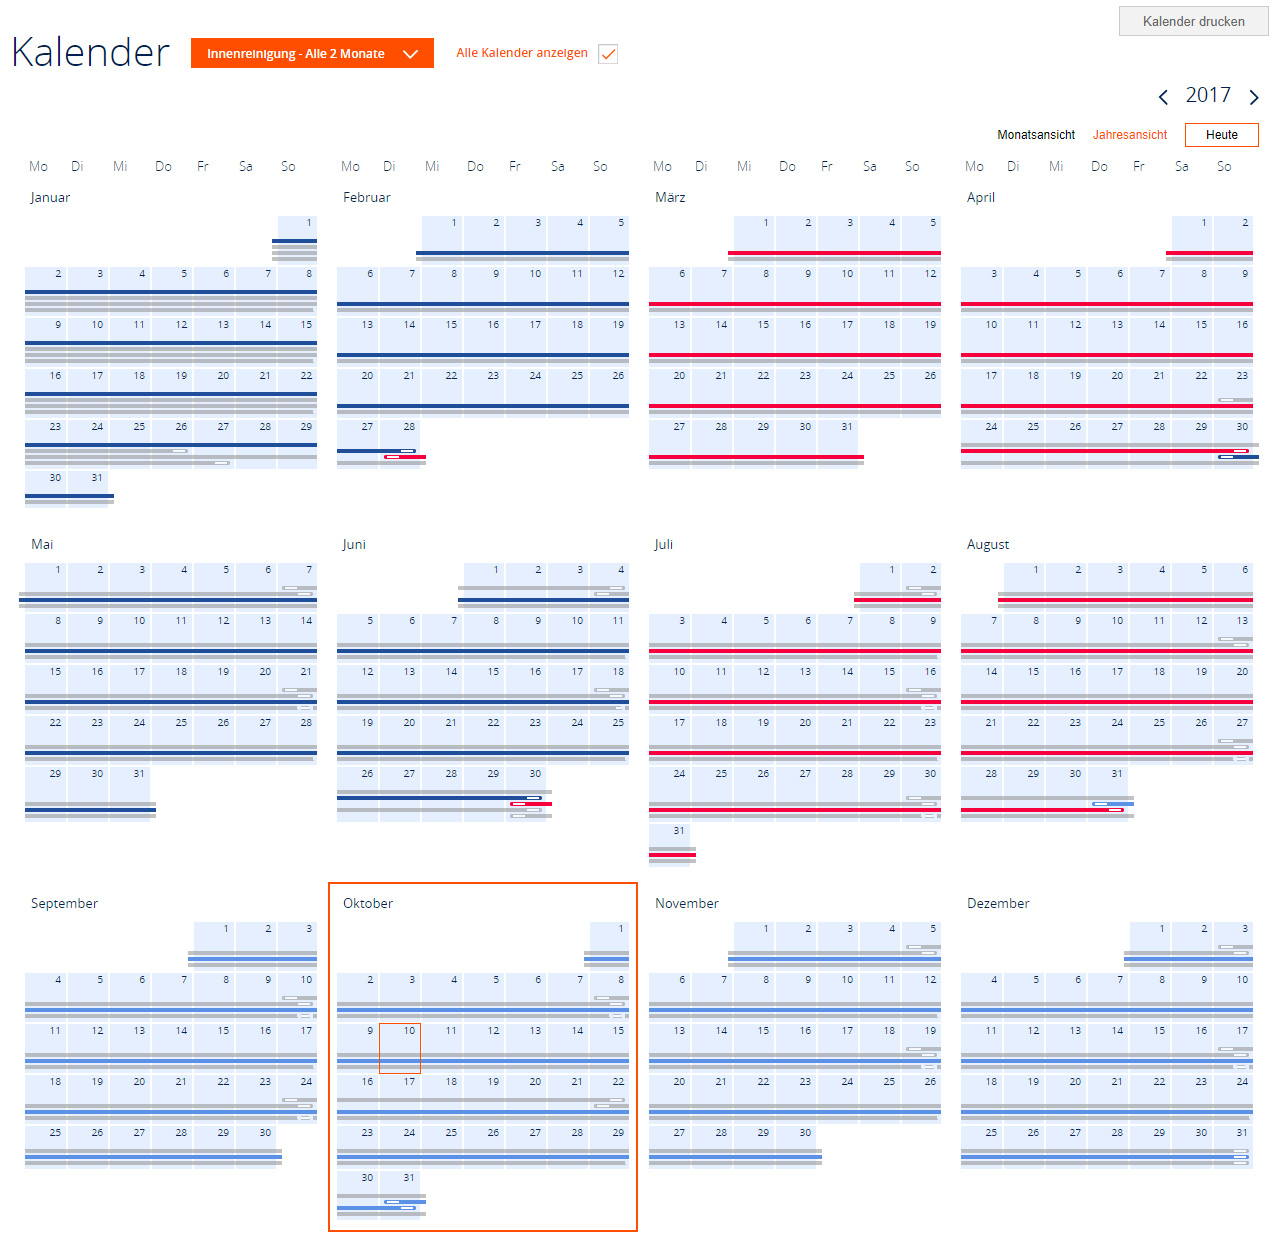 Kalender drucken
Kalender
Innenreinigung - Alle 2 Monate
Alle Kalender anzeigen
2017
Monatsansicht Jahresansicht Heute
Mo Di Mi Do Fr Sa So Mo Di Mi Do Fr Sa So Mo Di Mi Do Fr Sa So Mo Di Mi Do Fr Sa So
Januar Februar März April
1 1 2 3 4 5 1 2 3 4 5 1 2
2 3 4 5 6 7 8 6 7 8 9 10 11 12 6 7 8 9 10 11 12 3 4 5 6 7 8 9
9 10 11 12 13 14 15 13 14 15 16 17 18 19 13 14 15 16 17 18 19 10 11 12 13 14 15 16
16 17 18 19 20 21 22 20 21 22 23 24 25 26 20 21 22 23 24 25 26 17 18 19 20 21 22 23
23 24 25 26 27 28 29 27 28 27 28 29 30 31 24 25 26 27 28 29 30
30 31
Mai Juni Juli August
1 2 3 4 5 6 7 1 2 3 4 1 2 1 2 3 4 5 6
8 9 10 11 12 13 14 5 6 7 8 9 10 11 3 4 5 6 7 8 9 7 8 9 10 11 12 13
15 16 17 18 19 20 21 12 13 14 15 16 17 18 10 11 12 13 14 15 16 14 15 16 17 18 19 20
22 23 24 25 26 27 28 19 20 21 22 23 24 25 17 18 19 20 21 22 23 21 22 23 24 25 26 27
29 30 31 26 27 28 29 30 24 25 26 27 28 29 30 28 29 30 31
31
September Oktober November Dezember
1 2 3 1 1 2 3 4 5 1 2 3
4 5 6 7 8 9 10 2 3 4 5 6 7 8 6 7 8 9 10 11 12 4 5 6 7 8 9 10
11 12 13 14 15 16 17 9 10 11 12 13 14 15 13 14 15 16 17 18 19 11 12 13 14 15 16 17
18 19 20 21 22 23 24 16 17 18 19 20 21 22 20 21 22 23 24 25 26 18 19 20 21 22 23 24
25 26 27 28 29 30 23 24 25 26 27 28 29 27 28 29 30 25 26 27 28 29 30 31
30 31